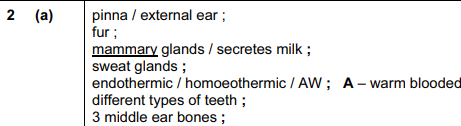 2 (a) pinna / external ear ;
fur ;
mammary glands / secretes milk ;
sweat glands ;
endothermic / homoeothermic / AW ; A – warm blooded
different types of teeth ;
3 middle ear bones ;